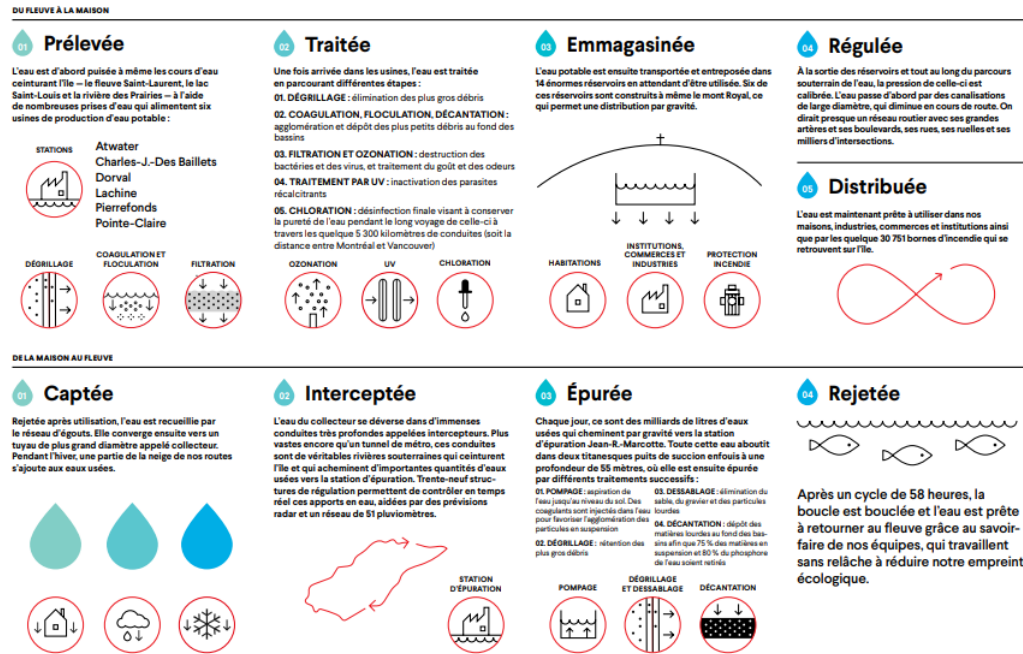 DU FLEUVE À LA MAISON
01 Prélevée
L'eau est d'abord puisée à même les cours d'eau
ceinturant l'île — le fleuve Saint-Laurent, le lac
Saint-Louis et la rivière des Prairies — à l'aide
de nombreuses prises d'eau qui alimentent six
usines de production d'eau potable :
STATIONS
Atwater
Charles-J.-Des Baillets
Dorval
Lachine
Pierrefonds
Pointe-Claire
DÉGRILLAGE
COAGULATION ET
FLOCULATION
FILTRATION
02 Traitée
Une fois arrivée dans les usines, l'eau est traitée
en parcourant différentes étapes :
01. DÉGRILLAGE : élimination des plus gros débris
02. COAGULATION, FLOCULATION, DÉCANTATION :
agglomération et dépôt des plus petits débris au fond des
bassins
03. FILTRATION ET OZONATION : destruction des
bactéries et des virus, et traitement du goût et des odeurs
04. TRAITEMENT PAR UV : inactivation des parasites
récalcitrants
05. CHLORATION : désinfection finale visant à conserver
la pureté de l'eau pendant le long voyage de celle-ci à
travers les quelque 5 300 kilomètres de conduites (soit la
distance entre Montréal et Vancouver)
OZONATION
UV
CHLORATION
03 Emmagasinée
L'eau potable est ensuite transportée et entreposée dans
14 énormes réservoirs en attendant d'être utilisée. Six de
ces réservoirs sont construits à même le mont Royal, ce
qui permet une distribution par gravité.
HABITATIONS
INSTITUTIONS,
COMMERCES ET
INDUSTRIES
PROTECTION
INCENDIE
04 Régulée
À la sortie des réservoirs et tout au long du parcours
souterrain de l'eau, la pression de celle-ci est
calibrée. L'eau passe d'abord par des canalisations
de large diamètre, qui diminue en cours de route. On
dirait presque un réseau routier avec ses grandes
artères et ses boulevards, ses rues, ses ruelles et ses
milliers d'intersections.
05 Distribuée
L'eau est maintenant prête à utiliser dans nos
maisons, industries, commerces et institutions ainsi
que par les quelque 30 751 bornes d'incendie qui se
retrouvent sur l'île.
DE LA MAISON AU FLEUVE
01 Captée
Rejetée après utilisation, l'eau est recueillie par
le réseau d'égouts. Elle converge ensuite vers un
tuyau de plus grand diamètre appelé collecteur.
Pendant l'hiver, une partie de la neige de nos routes
s'ajoute aux eaux usées.
02 Interceptée
L'eau du collecteur se déverse dans d'immenses
conduites très profondes appelées intercepteurs. Plus
vastes encore qu'un tunnel de métro, ces conduites
sont de véritables rivières souterraines qui ceinturent
l'île et qui acheminent d'importantes quantités d'eaux
usées vers la station d'épuration. Trente-neuf struc-
tures de régulation permettent de contrôler en temps
réel ces apports en eau, aidées par des prévisions
radar et un réseau de 51 pluviomètres.
STATION
D'ÉPURATION
03 Épurée
Chaque jour, ce sont des milliards de litres d'eaux
usées qui cheminent par gravité vers la station
d'épuration Jean-R.-Marcotte. Toute cette eau aboutit
dans deux titanesques puits de succion enfouis à une
profondeur de 55 mètres, où elle est ensuite épurée
par différents traitements successifs :
01. POMPAGE : aspiration de
l'eau jusqu'au niveau du sol. Des
coagulants sont injectés dans l'eau
pour favoriser l'agglomération des
particules en suspension
02. DÉGRILLAGE : rétention des
plus gros débris
03. DESSABLAGE : élimination du
sable, du gravier et des particules
lourdes
04. DÉCANTATION : dépôt des
matières lourdes au fond des bas-
sins afin que 75 % des matières en
suspension et 80 % du phosphore
de l'eau soient retirés
POMPAGE
DÉGRILLAGE
ET DESSABLAGE
DÉCANTATION
04 Rejetée
Après un cycle de 58 heures, la
boucle est bouclée et l'eau est prête
à retourner au fleuve grâce au savoir-
faire de nos équipes, qui travaillent
sans relâche à réduire notre empreint
écologique.